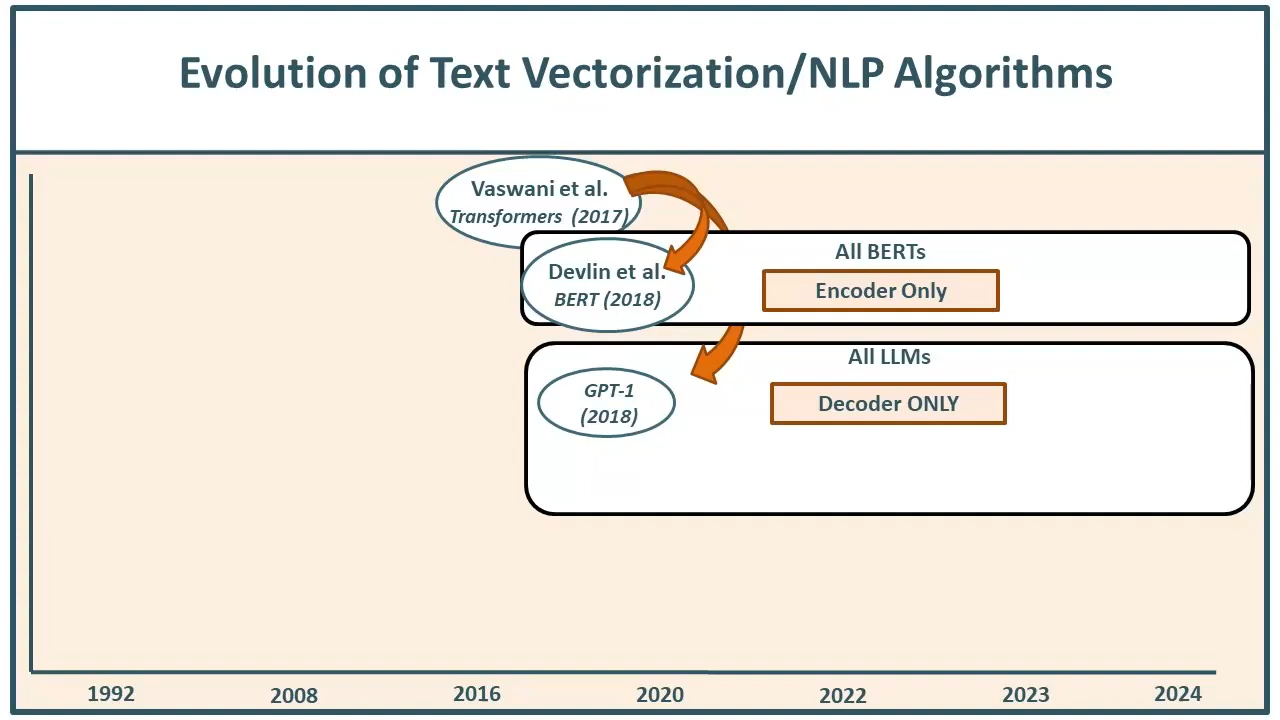 Evolution of Text Vectorization/NLP Algorithms
Vaswani et al.
Transformers (2017)
All BERTs
Devlin et al.
BERT (2018)
Encoder Only
All LLMs
GPT-1
(2018)
Decoder ONLY
1992
2008
2016
2020
2022
2023
2024